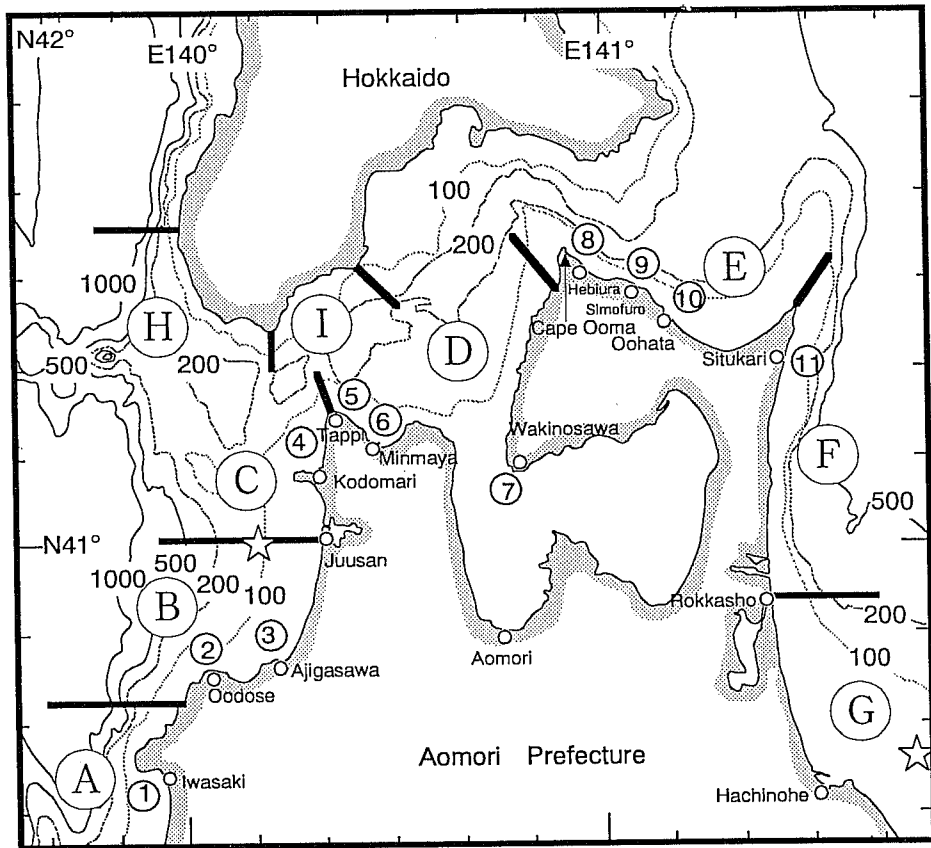 N42°
E140°
E141°
Hokkaido
100
200
8
9
E
10
1000
H
I
Hebiura
Simofuro
D
Cape Ooma
Oohata
500
200
Situkari
11
5
6
4
Tappi
Wakinosawa
Minmaya
F
C
Kodomari
7
500
N41°
500
Juusan
1000
200
B
100
Rokkasho
200
3
2
Aomori
100
Ajigasawa
Oodose
G
Aomori Prefecture
A
Iwasaki
1
Hachinohe